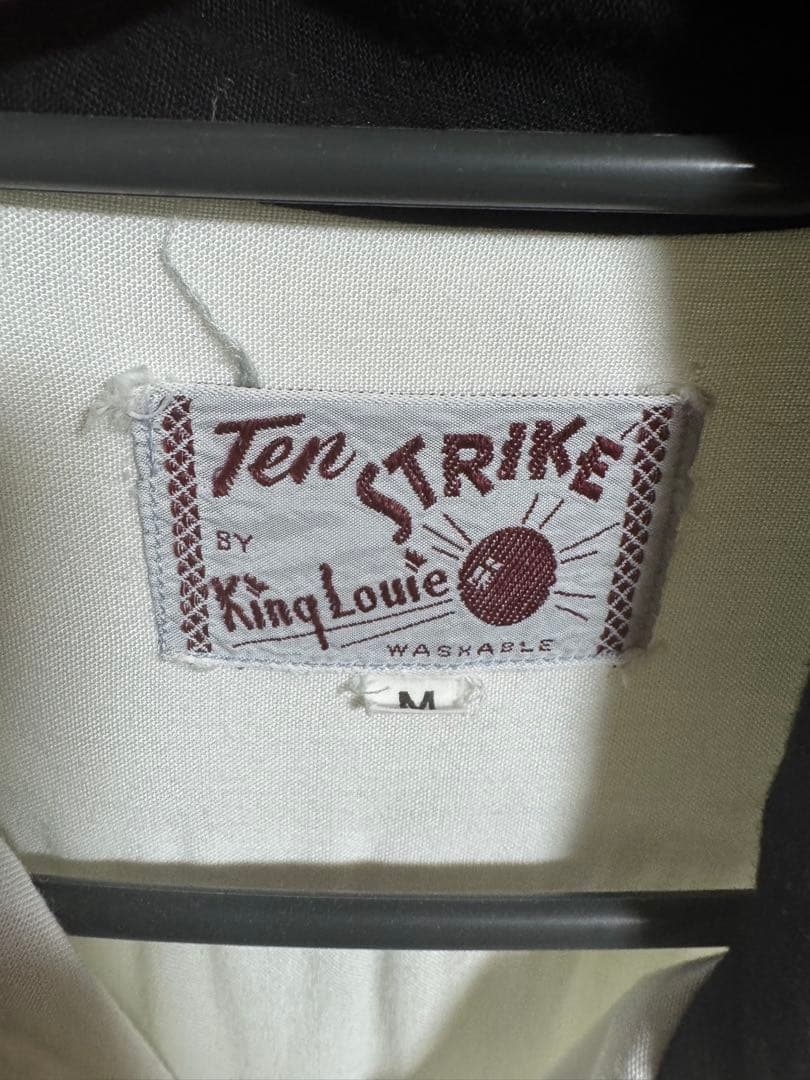 Ten STRIKE
BY
King Louie
WASHABLE
M